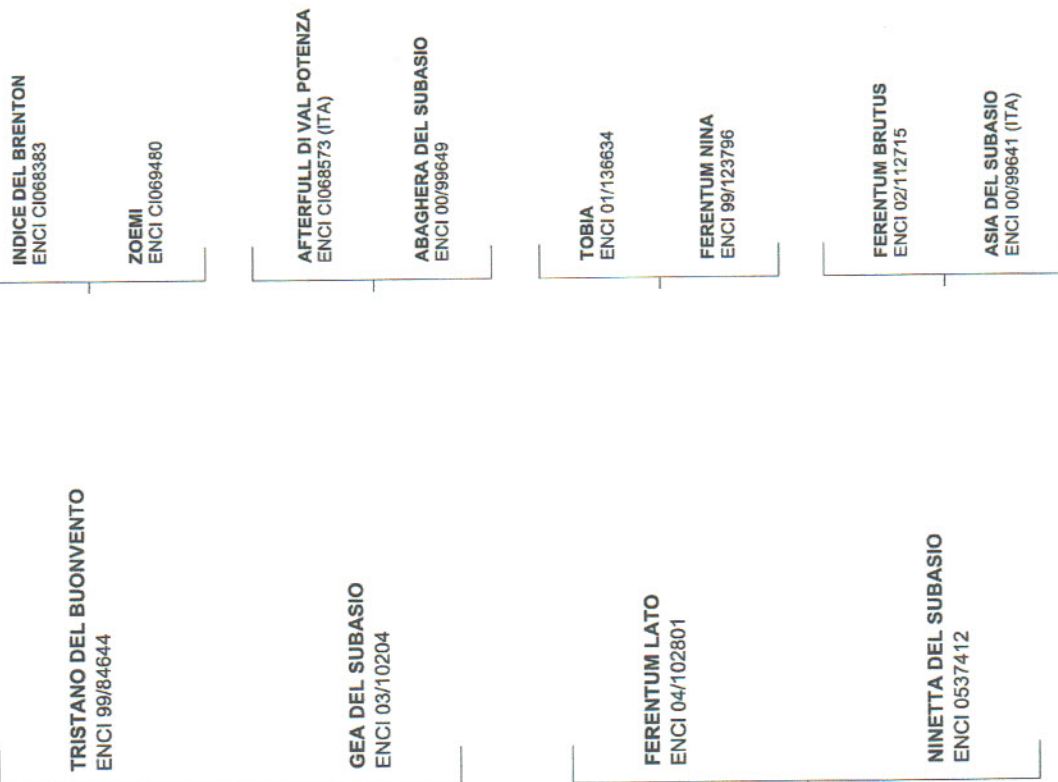 INDICE DEL BRENTON
ENCI CI068383
ZOEMI
ENCI CI069480
AFTERFULL DI VAL POTENZA
ENCI CI068573 (ITA)
ABAGHERA DEL SUBASIO
ENCI 00/99649
TOBIA
ENCI 01/136634
FERENTUM NINA
ENCI 99/123796
FERENTUM BRUTUS
ENCI 02/112715
ASIA DEL SUBASIO
ENCI 00/99641 (ITA)
TRISTANO DEL BUONVENTO
ENCI 99/84644
GEA DEL SUBASIO
ENCI 03/10204
FERENTUM LATO
ENCI 04/102801
NINETTA DEL SUBASIO
ENCI 0537412